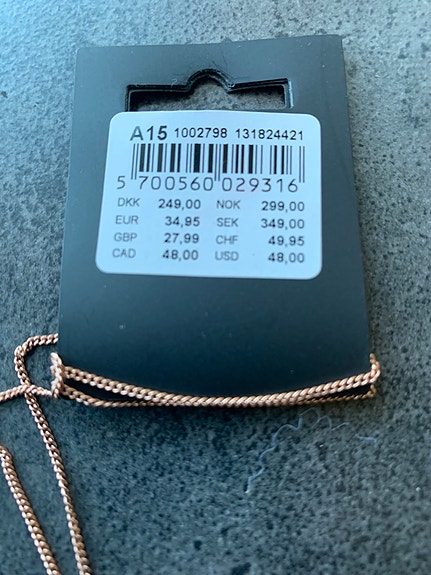 A15 1002798 131824421
5 700560 029316
DKK 249,00 NOK 299,00
EUR 34,95 SEK 349,00
GBP 27,99 CHF 49,95
CAD 48,00 USD 48,00